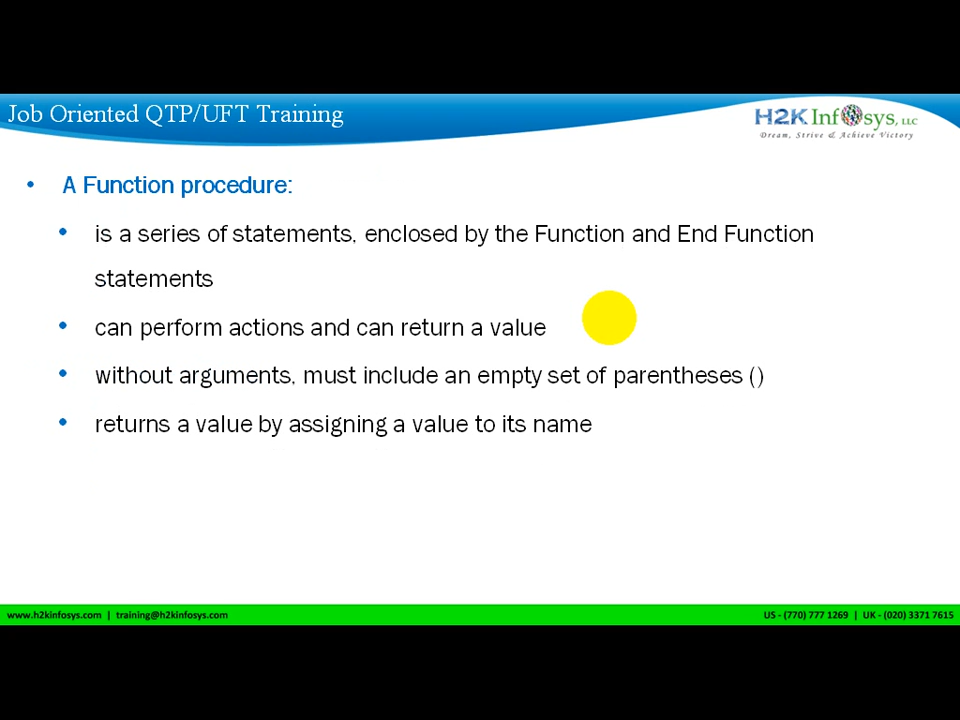 Job Oriented QTP/UFT Training
H2K Infosys, LLC
Dream, Strive & Achieve Victory
• A Function procedure:
• is a series of statements, enclosed by the Function and End Function
statements
• can perform actions and can return a value
• without arguments, must include an empty set of parentheses ()
• returns a value by assigning a value to its name
www.h2kinfosys.com | training@h2kinfosys.com
US - (770) 777 1269 | UK - (020) 3371 7615